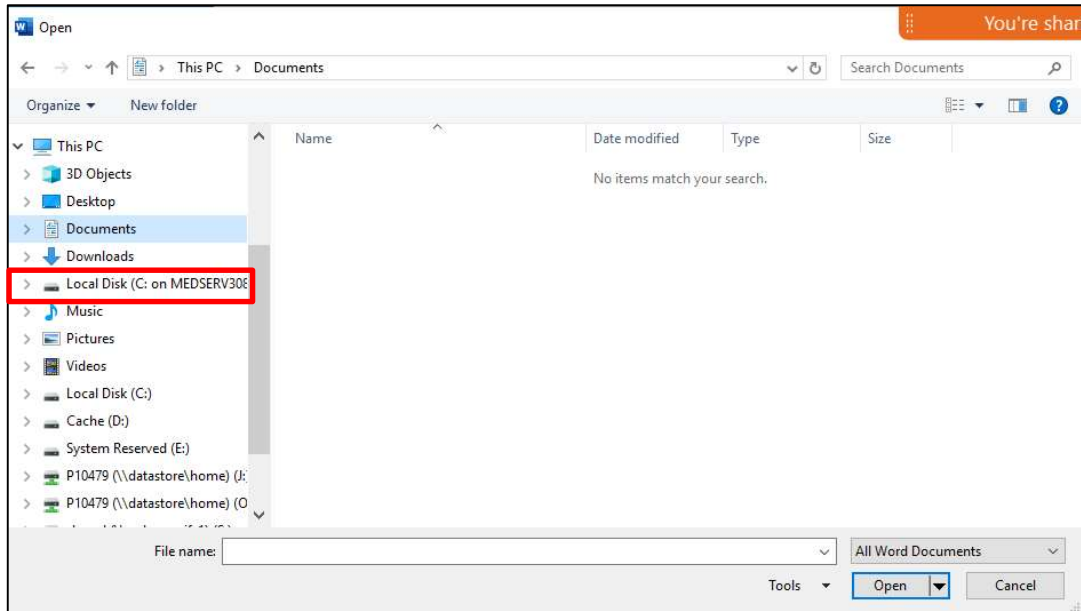 Open
You're shar
This PC > Documents
Search Documents
Organize
New folder
Name
Date modified
Type
Size
No items match your search.
This PC
3D Objects
Desktop
Documents
Downloads
Local Disk (C: on MEDSERV308
Music
Pictures
Videos
Local Disk (C:)
Cache (D:)
System Reserved (E:)
P10479 (\\datastore\home) (J:
P10479 (\\datastore\home) (O
File name:
All Word Documents
Tools
Open
Cancel